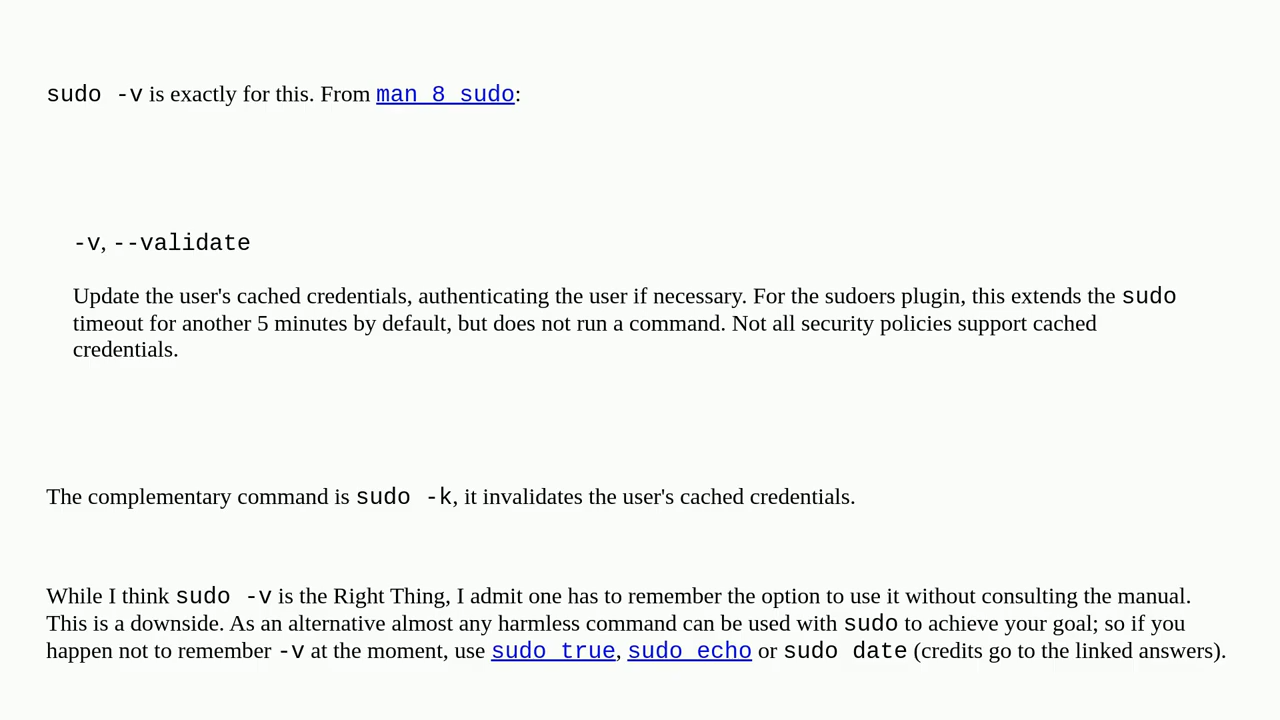 sudo -v is exactly for this. From man 8 sudo:
-v, --validate
Update the user's cached credentials, authenticating the user if necessary. For the sudoers plugin, this extends the sudo
timeout for another 5 minutes by default, but does not run a command. Not all security policies support cached
credentials.
The complementary command is sudo -k, it invalidates the user's cached credentials.
While I think sudo -v is the Right Thing, I admit one has to remember the option to use it without consulting the manual.
This is a downside. As an alternative almost any harmless command can be used with sudo to achieve your goal; so if you
happen not to remember -v at the moment, use sudo true, sudo echo or sudo date (credits go to the linked answers).